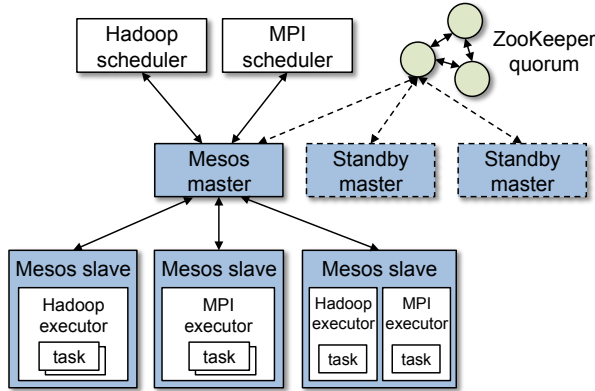 Hadoop
scheduler
MPI
scheduler
ZooKeeper
quorum
Mesos
master
Standby
master
Standby
master
Mesos slave
Hadoop
executor
task
Mesos slave
MPI
executor
task
Mesos slave
Hadoop
executor
task
MPI
executor
task